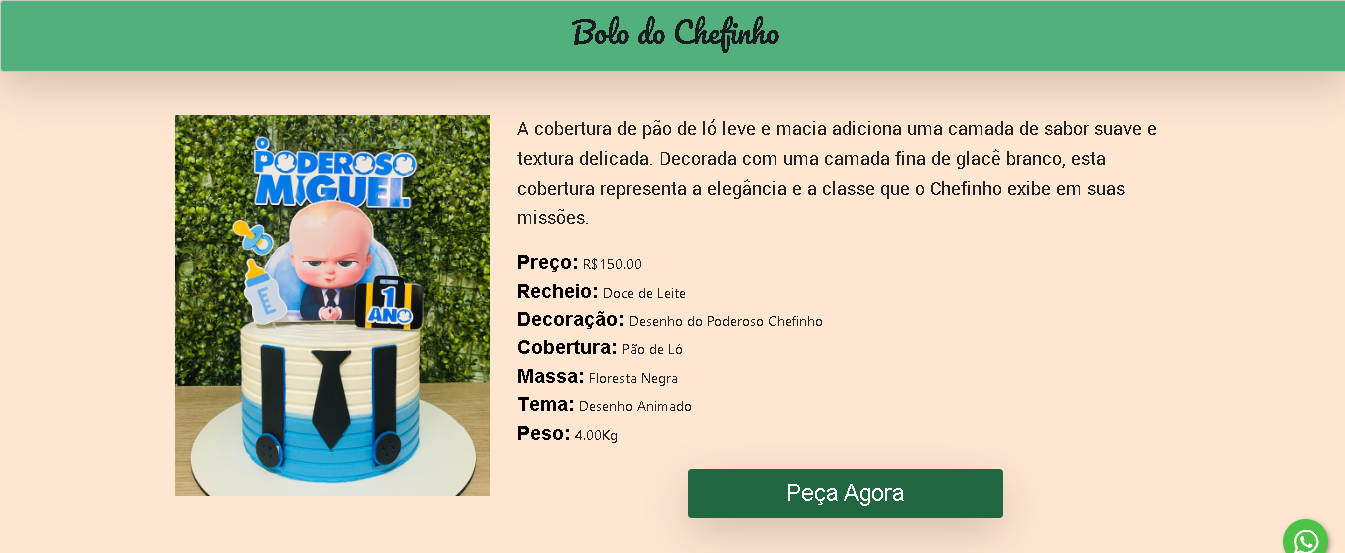 Bolo do Chefinho
O
PODEROSO
MIGUEL
1
ANO
A cobertura de pão de ló leve e macia adiciona uma camada de sabor suave e
textura delicada. Decorada com uma camada fina de glacê branco, esta
cobertura representa a elegância e a classe que o Chefinho exibe em suas
missões.
Preço: R$150.00
Recheio: Doce de Leite
Decoração: Desenho do Poderoso Chefinho
Cobertura: Pão de Ló
Massa: Floresta Negra
Tema: Desenho Animado
Peso: 4.00Kg
Peça Agora